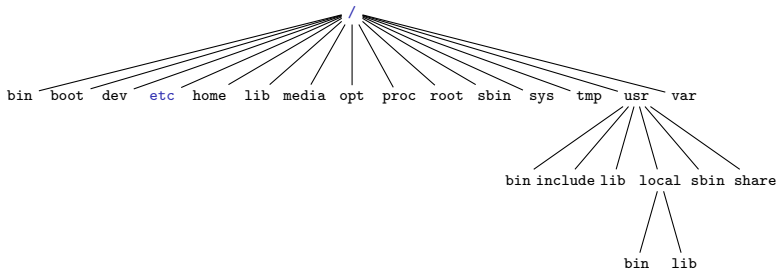 /
bin boot dev etc home lib media opt proc root sbin sys tmp usr var
bin include lib local sbin share
bin lib